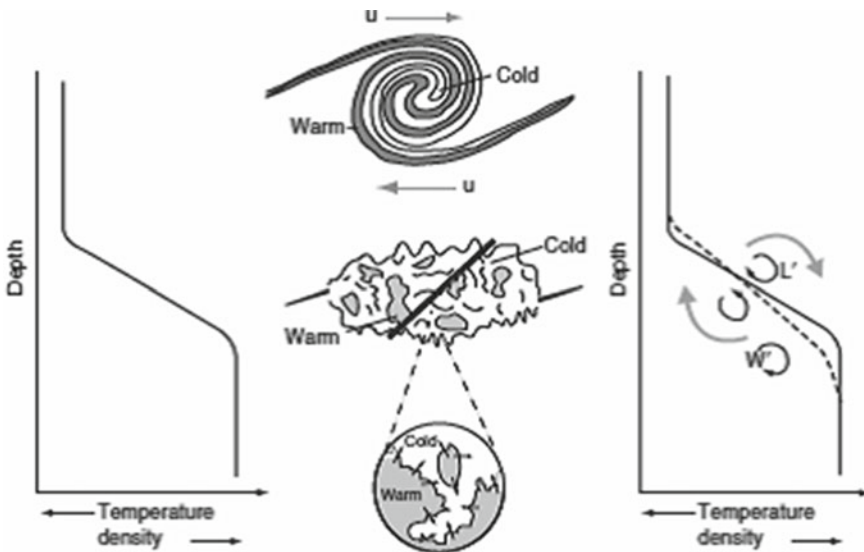 u
Cold
Warm
u
Depth
Cold
Warm
Cold
Warm
Temperature
density
Depth
L'
W'
Temperature
density